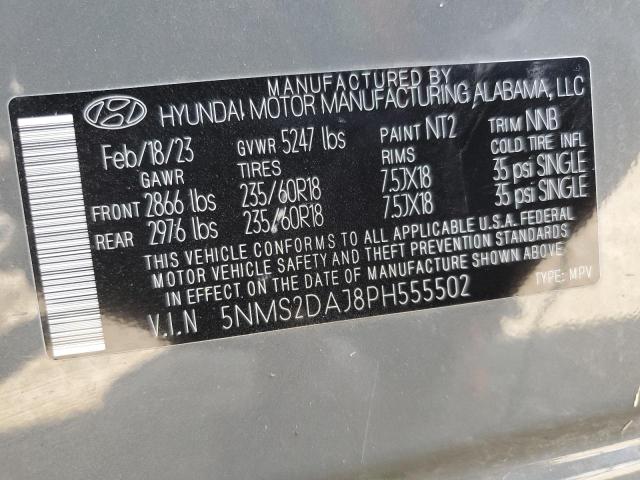 MANUFACTURED BY
HYUNDAI MOTOR MANUFACTURING ALABAMA, LLC
Feb/18/23 GVWR 5247 lbs PAINT NT2 TRIM NNB
GAWR TIRES RIMS COLD TIRE INFL
FRONT 2866 lbs 235/60R18 7.5JX18 35 psi SINGLE
REAR 2976 lbs 235/60R18 7.5JX18 35 psi SINGLE
THIS VEHICLE CONFORMS TO ALL APPLICABLE U.S.A. FEDERAL
MOTOR VEHICLE SAFETY AND THEFT PREVENTION STANDARDS
IN EFFECT ON THE DATE OF MANUFACTURE SHOWN ABOVE.
TYPE: MPV
V.I.N 5NMS2DAJ8PH555502